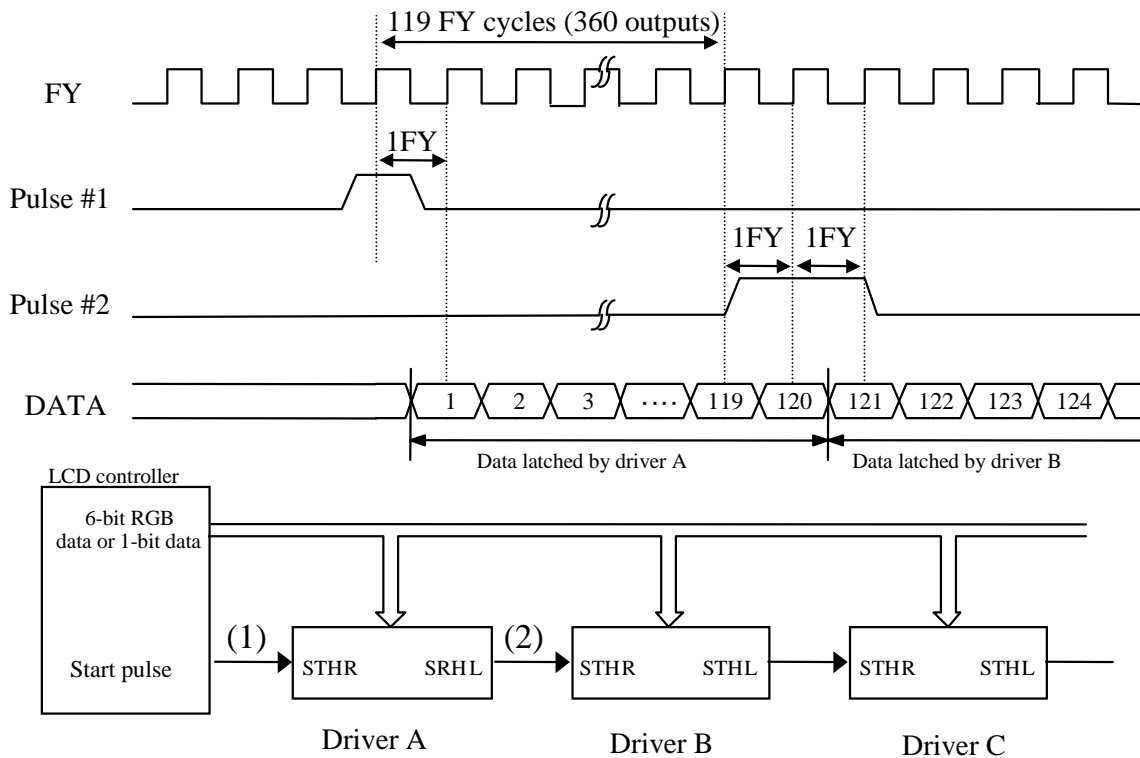 119 FY cycles (360 outputs)
FY
1FY
Pulse #1
1FY 1FY
Pulse #2
DATA
1 2 3 ···· 119 120 121 122 123 124
Data latched by driver A Data latched by driver B
LCD controller
6-bit RGB
data or 1-bit data
(1) (2)
Start pulse STHR SRHL STHR STHL STHR STHL
Driver A Driver B Driver C